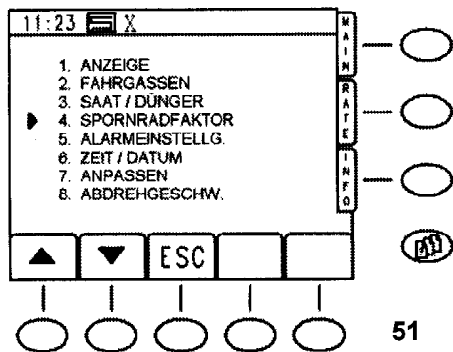 11:23 X
1. ANZEIGE
2. FAHRGASSEN
3. SAAT / DÜNGER
4. SPORNRADFAKTOR
5. ALARMEINSTELLG.
6. ZEIT / DATUM
7. ANPASSEN
8. ABDREHGESCHW.
MAIN
RATE
INFO
ESC
51